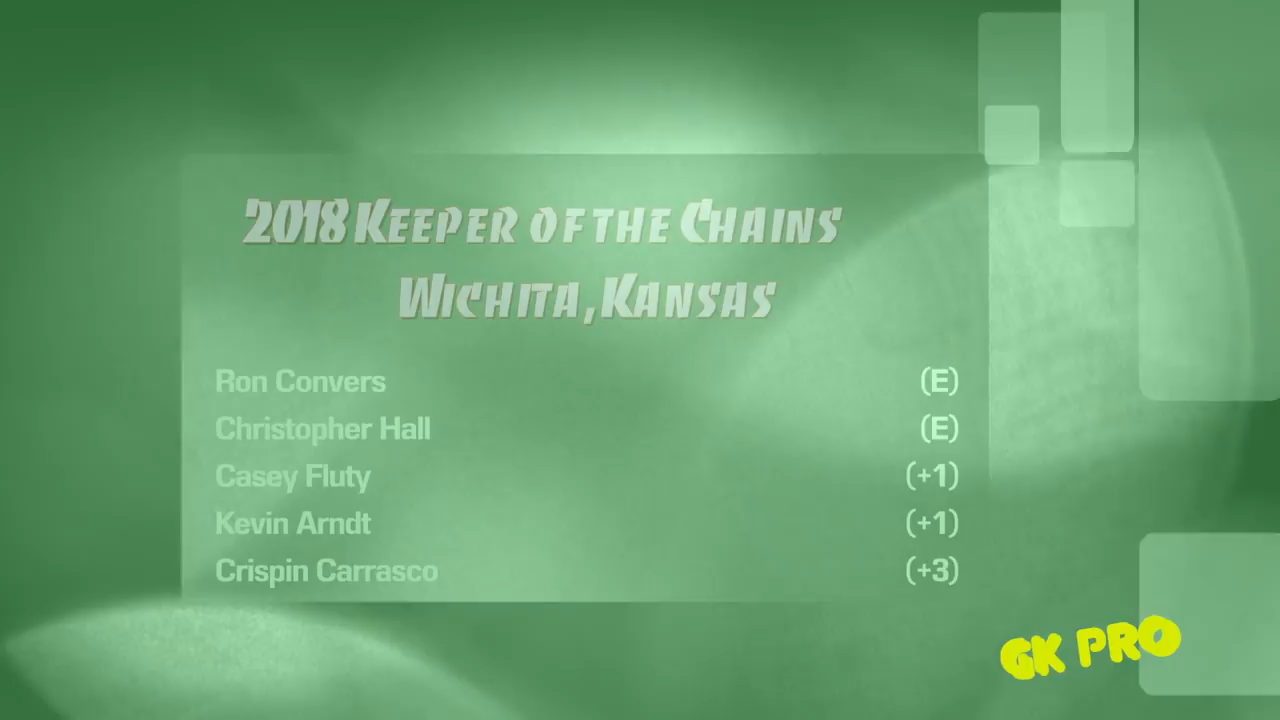 2018 Keeper of the Chains
Wichita, Kansas
Ron Convers (E)
Christopher Hall (E)
Casey Fluty (+1)
Kevin Arndt (+1)
Crispin Carrasco (+3)
GK PRO